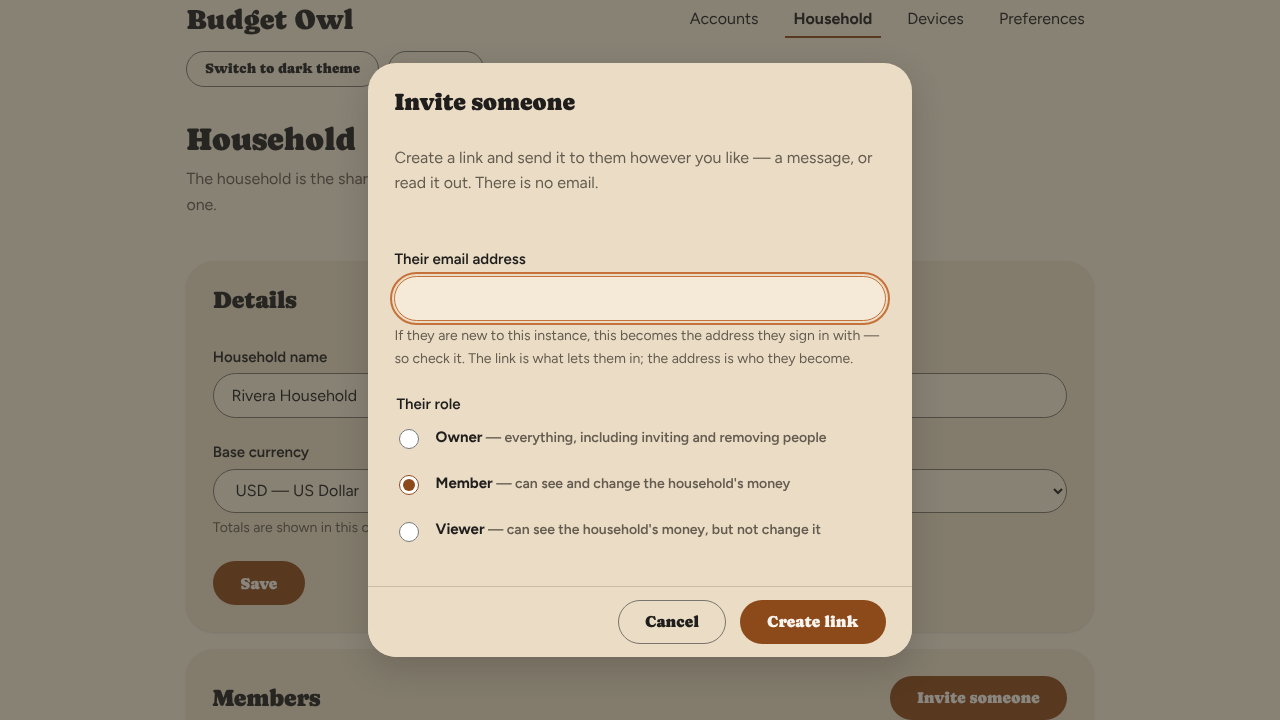 Budget Owl
Accounts Household Devices Preferences
Switch to dark theme
Household
The household is the shar
one.
Details
Household name
Rivera Household
Base currency
USD — US Dollar
Totals are shown in this c
Save
Members
Invite someone
Invite someone
Create a link and send it to them however you like — a message, or
read it out. There is no email.
Their email address
If they are new to this instance, this becomes the address they sign in with —
so check it. The link is what lets them in; the address is who they become.
Their role
Owner — everything, including inviting and removing people
Member — can see and change the household's money
Viewer — can see the household's money, but not change it
Cancel
Create link